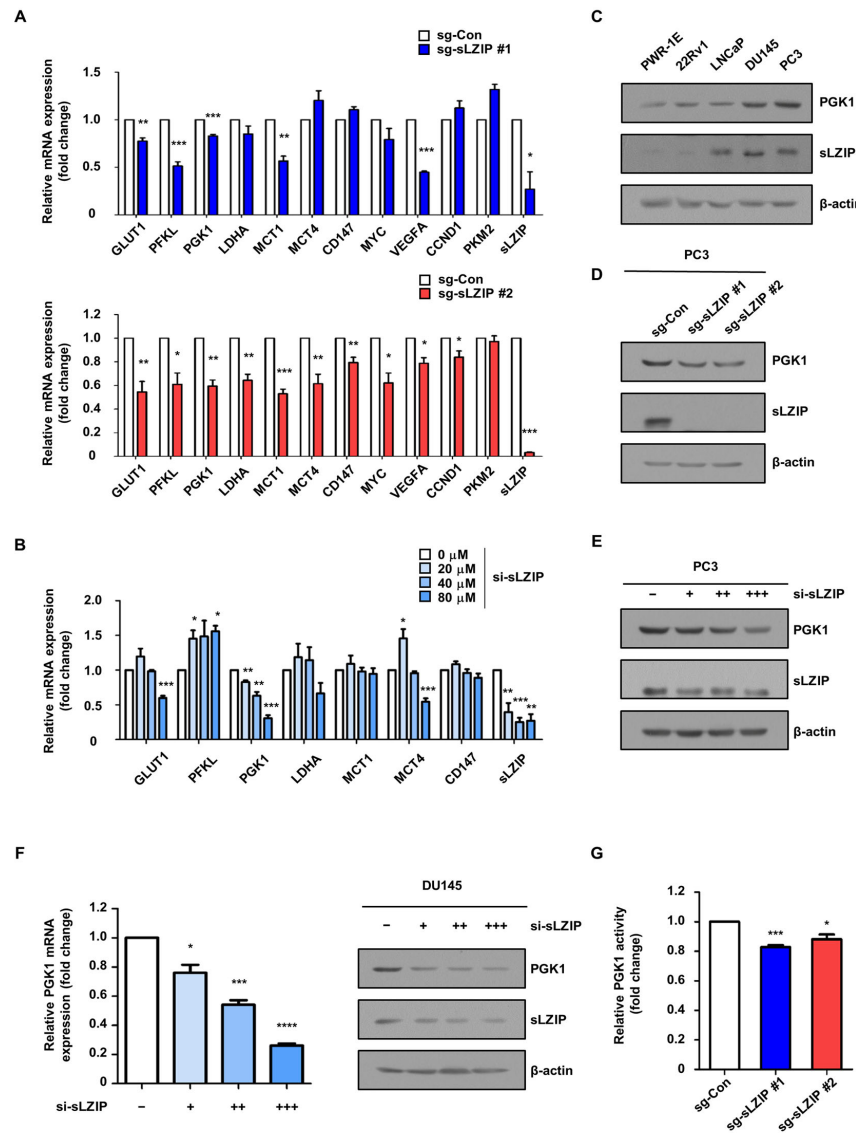 A
sg-Con
sg-sLZIP #1
Relative mRNA expression
(fold change)
1.5
1.0
0.5
0
** *** *** ** *** *
GLUT1 PFKL PGK1 LDHA MCT1 MCT4 CD147 MYC VEGFA CCND1 PKM2 sLZIP
sg-Con
sg-sLZIP #2
Relative mRNA expression
(fold change)
1.2
1.0
0.8
0.6
0.4
0.2
0
** * ** ** *** ** ** * * * ***
GLUT1 PFKL PGK1 LDHA MCT1 MCT4 CD147 MYC VEGFA CCND1 PKM2 sLZIP
B
0 µM
20 µM
40 µM
80 µM
si-sLZIP
Relative mRNA expression
(fold change)
2.0
1.5
1.0
0.5
0
*** * * ** ** *** * *** ** *** **
GLUT1 PFKL PGK1 LDHA MCT1 MCT4 CD147 sLZIP
C
PWR-1E 22Rv1 LNCaP DU145 PC3
PGK1
sLZIP
β-actin
D
PC3
sg-Con sg-sLZIP #1 sg-sLZIP #2
PGK1
sLZIP
β-actin
E
PC3
– + ++ +++ si-sLZIP
PGK1
sLZIP
β-actin
F
Relative PGK1 mRNA
expression (fold change)
1.2
1.0
0.8
0.6
0.4
0.2
0
* *** ****
si-sLZIP – + ++ +++
DU145
– + ++ +++ si-sLZIP
PGK1
sLZIP
β-actin
G
Relative PGK1 activity
(fold change)
1.2
1.0
0.8
0.6
0.4
0.2
0
*** *
sg-Con sg-sLZIP #1 sg-sLZIP #2